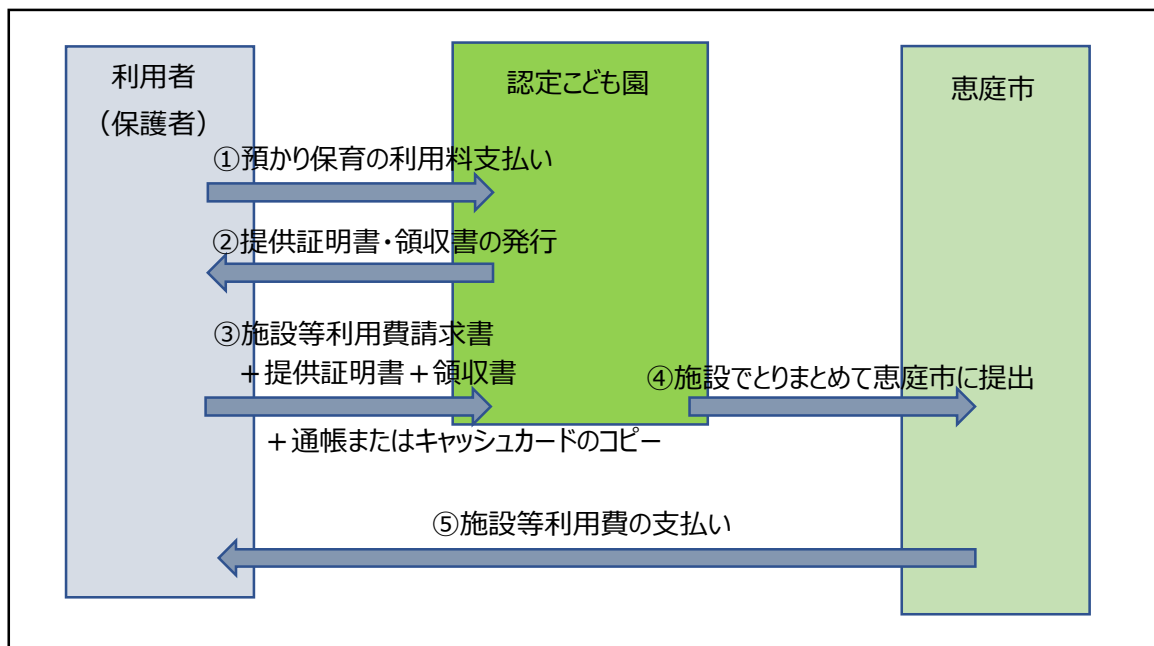 利用者
（保護者）
認定こども園
恵庭市
①預かり保育の利用料支払い
②提供証明書・領収書の発行
③施設等利用費請求書
＋提供証明書＋領収書
④施設でとりまとめて恵庭市に提出
＋通帳またはキャッシュカードのコピー
⑤施設等利用費の支払い